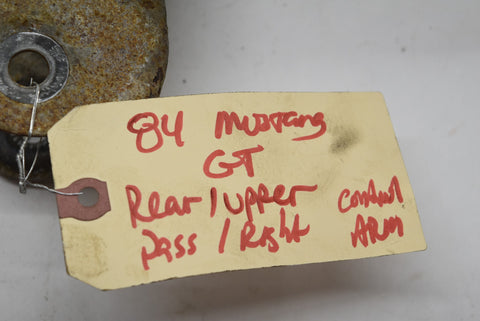 84 Mustang
GT
Rear / upper
pass / Right
control
ARM